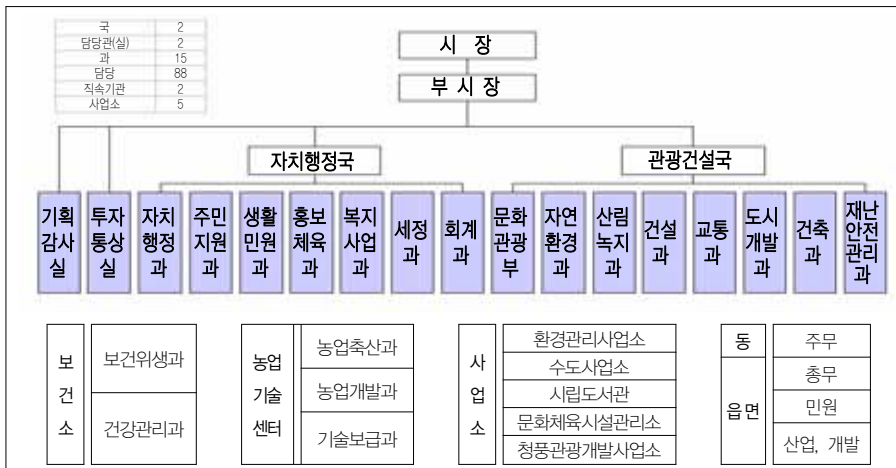 국 2
담당관(실) 2
과 15
담당 88
직속기관 2
사업소 5
시 장
부 시 장
자치행정국
관광건설국
기획
감사
실
투자
통상
실
자치
행정
과
주민
지원
과
생활
민원
과
홍보
체육
과
복지
사업
과
세정
과
회계
과
문화
관광
부
자연
환경
과
산림
녹지
과
건설
과
교통
과
도시
개발
과
건축
과
재난
안전
관리
과
보
건
소
보건위생과
건강관리과
농업
기술
센터
농업축산과
농업개발과
기술보급과
사
업
소
환경관리사업소
수도사업소
시립도서관
문화체육시설관리소
청풍관광개발사업소
동
주무
읍면
총무
민원
산업, 개발